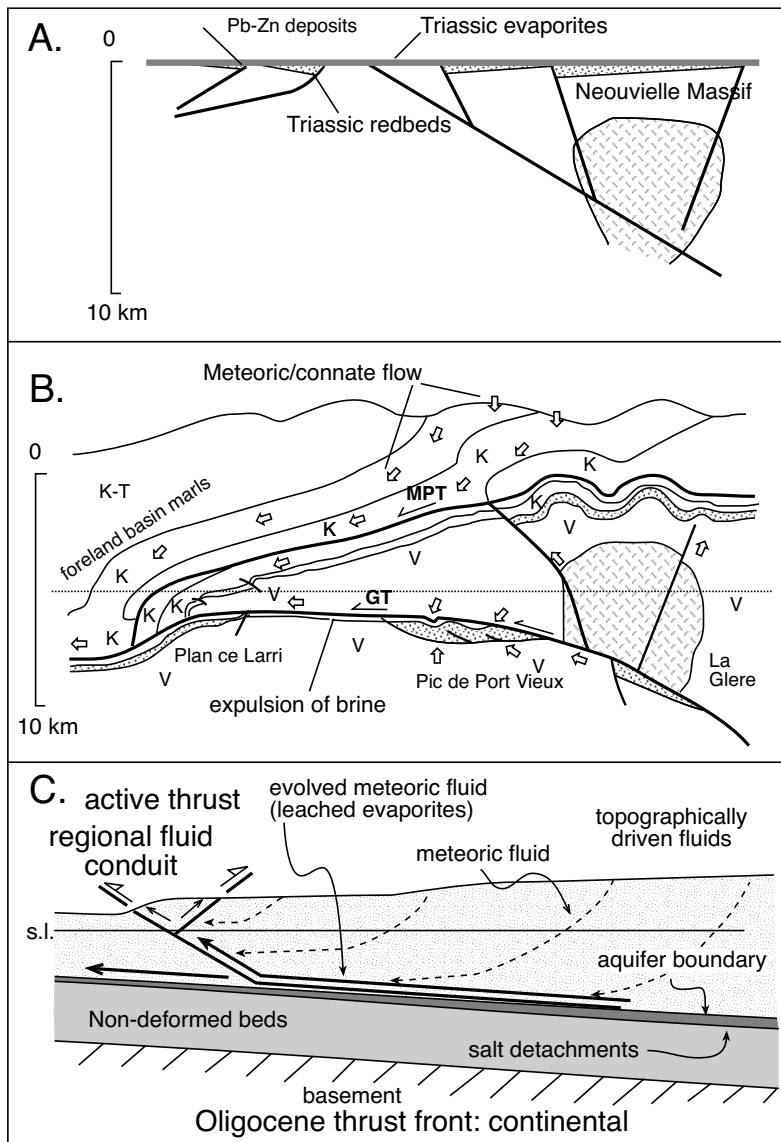 A.
0
Pb-Zn deposits
Triassic evaporites
Neouvielle Massif
Triassic redbeds
10 km
B.
Meteoric/connate flow
0
K
K
K-T
MPT
K
V
foreland basin marls
K
V
K
V
GT
V
K
K
K
V
Plan ce Larri
V
V
La
Glere
V
Pic de Port Vieux
expulsion of brine
10 km
C.
active thrust
regional fluid
conduit
evolved meteoric fluid
(leached evaporites)
topographically
driven fluids
meteoric fluid
s.l.
aquifer boundary
Non-deformed beds
salt detachments
basement
Oligocene thrust front: continental